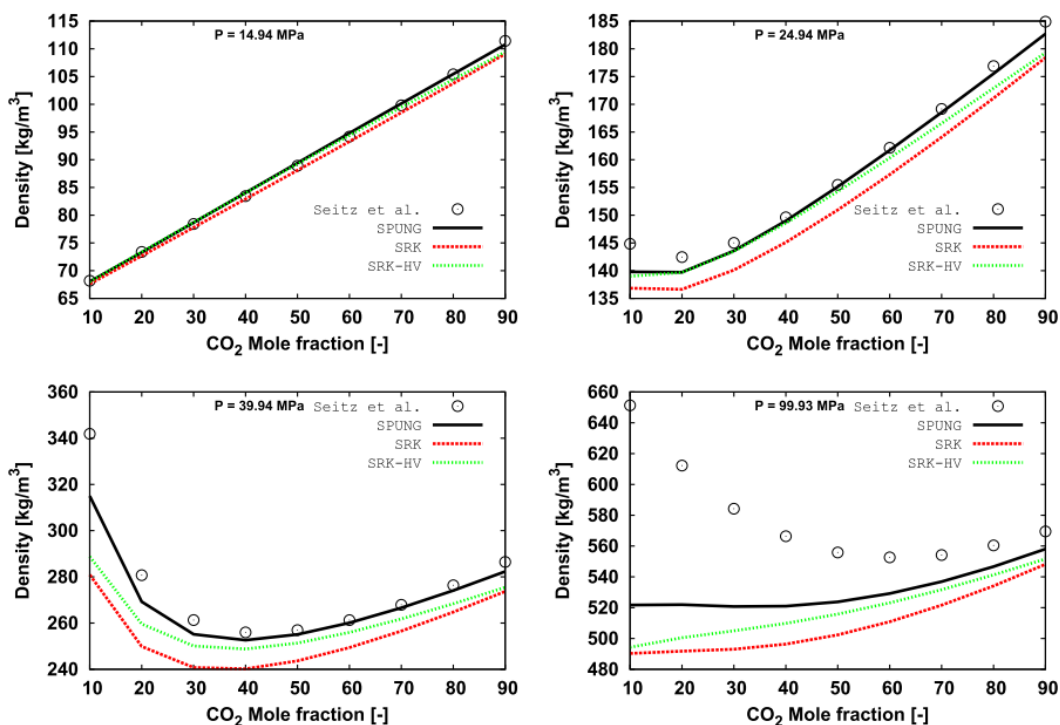 P = 14.94 MPa
Density [kg/m3]
115
110
105
100
95
90
85
80
75
70
65
Seitz et al.
SPUNG
SRK
SRK-HV
10 20 30 40 50 60 70 80 90
CO2 Mole fraction [-]
P = 24.94 MPa
Density [kg/m3]
185
180
175
170
165
160
155
150
145
140
135
Seitz et al.
SPUNG
SRK
SRK-HV
10 20 30 40 50 60 70 80 90
CO2 Mole fraction [-]
P = 39.94 MPa
Seitz et al.
SPUNG
SRK
SRK-HV
Density [kg/m3]
360
340
320
300
280
260
240
10 20 30 40 50 60 70 80 90
CO2 Mole fraction [-]
P = 99.93 MPa
Seitz et al.
SPUNG
SRK
SRK-HV
Density [kg/m3]
660
640
620
600
580
560
540
520
500
480
10 20 30 40 50 60 70 80 90
CO2 Mole fraction [-]